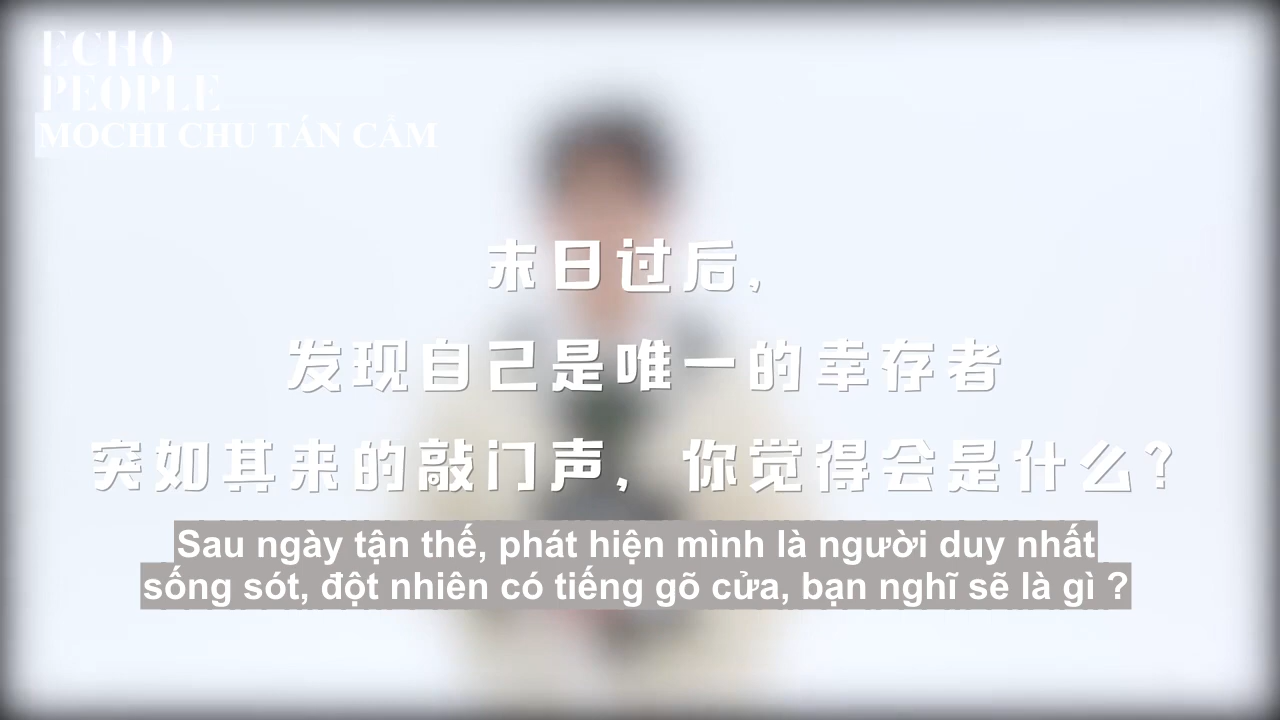 ECHO
PEOPLE
MOCHI CHU TÁN CẨM
末日过后，
发现自己是唯一的幸存者
突如其来的敲门声，你觉得会是什么？
Sau ngày tận thế, phát hiện mình là người duy nhất
sống sót, đột nhiên có tiếng gõ cửa, bạn nghĩ sẽ là gì ?